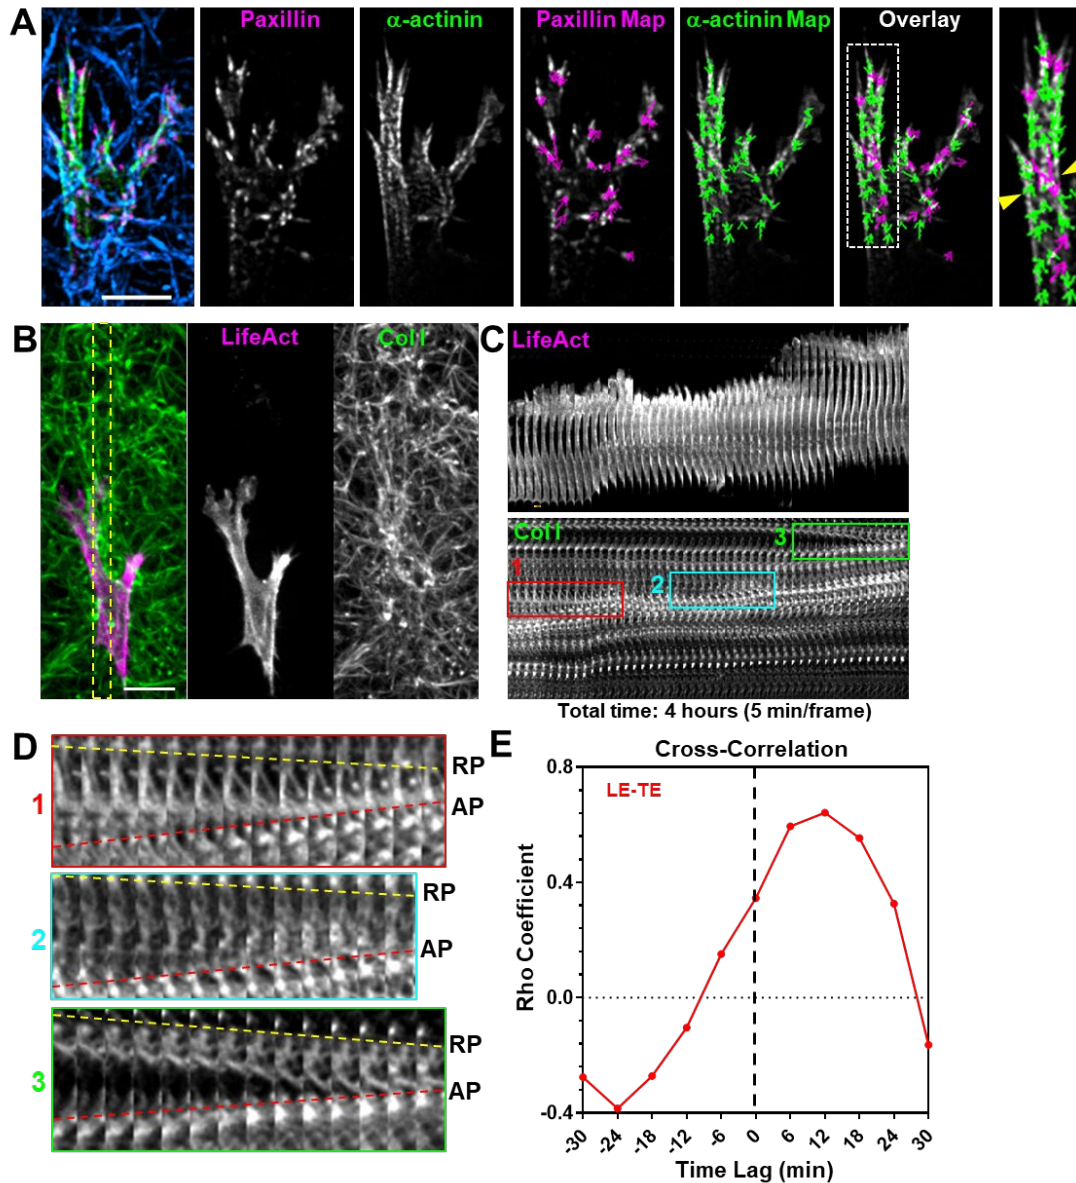 A
Paxillin
α-actinin
Paxillin Map
α-actinin Map
Overlay
B
LifeAct
Col I
C
LifeAct
Col I
1
2
3
Total time: 4 hours (5 min/frame)
D
1
RP
AP
2
RP
AP
3
RP
AP
E
Cross-Correlation
LE-TE
Rho Coefficient
0.8
0.4
0.0
-0.4
-30 -24 -18 -12 -6 0 6 12 18 24 30
Time Lag (min)